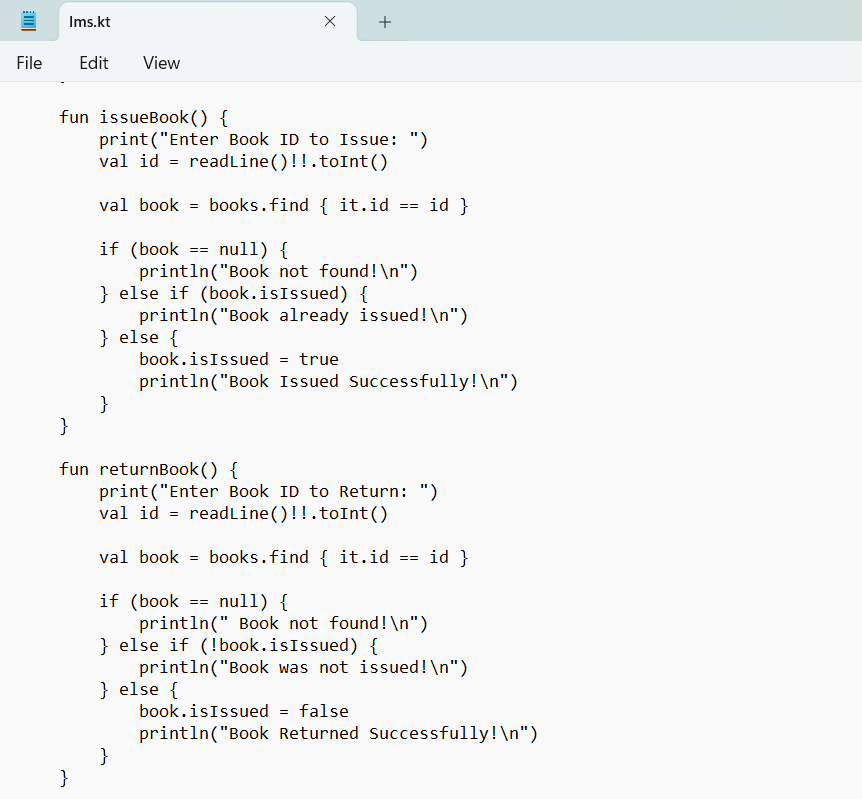 lms.kt
File Edit View
fun issueBook() {
    print("Enter Book ID to Issue: ")
    val id = readLine()!!.toInt()

    val book = books.find { it.id == id }

    if (book == null) {
        println("Book not found!\n")
    } else if (book.isIssued) {
        println("Book already issued!\n")
    } else {
        book.isIssued = true
        println("Book Issued Successfully!\n")
    }
}

fun returnBook() {
    print("Enter Book ID to Return: ")
    val id = readLine()!!.toInt()

    val book = books.find { it.id == id }

    if (book == null) {
        println(" Book not found!\n")
    } else if (!book.isIssued) {
        println("Book was not issued!\n")
    } else {
        book.isIssued = false
        println("Book Returned Successfully!\n")
    }
}